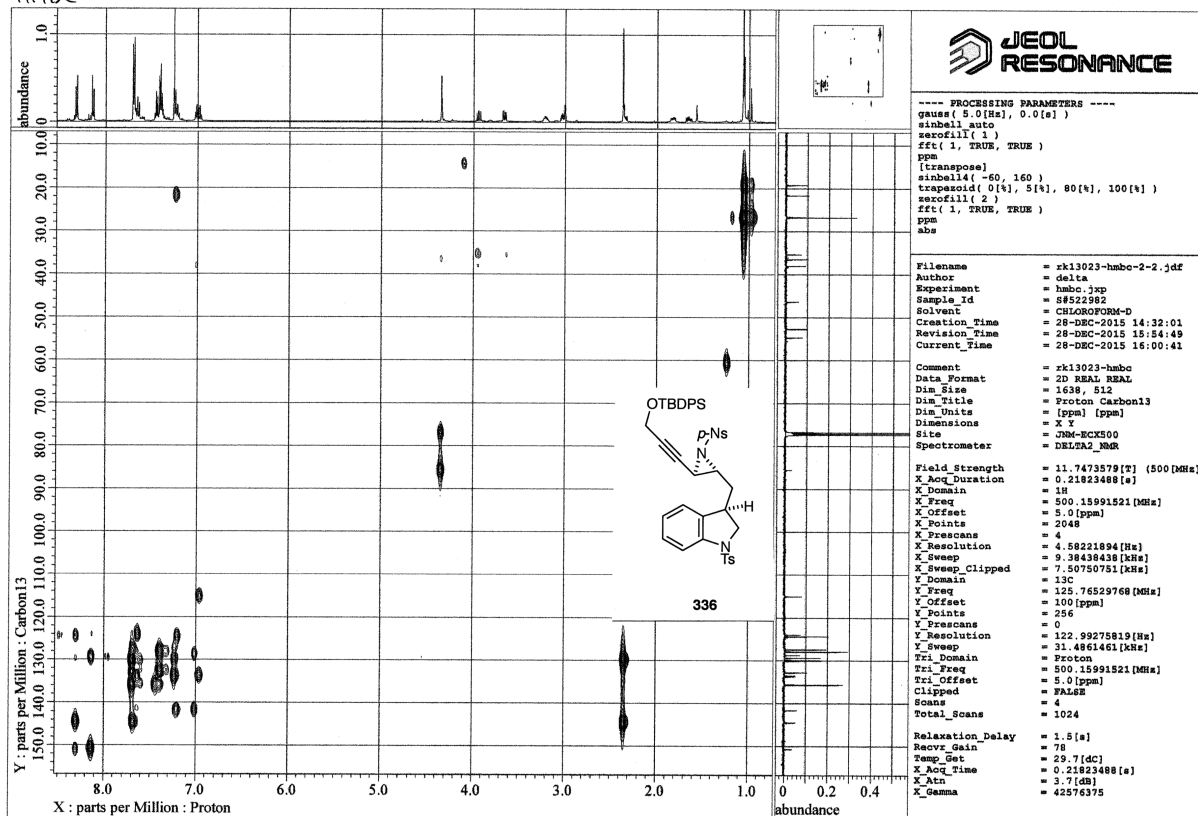 HMBC
abundance
1.0
0
JEOL
RESONANCE
---- PROCESSING PARAMETERS ----
gauss( 5.0[Hz], 0.0[s] )
sinbell_auto
zerofill( 1 )
fft( 1, TRUE, TRUE )
ppm
[transpose]
sinbell4( -60, 160 )
trapezoid( 0[%], 5[%], 80[%], 100[%] )
zerofill( 2 )
fft( 1, TRUE, TRUE )
ppm
abs
Filename = rk13023-hmbc-2-2.jdf
Author = delta
Experiment = hmbc.jxp
Sample_Id = S#522982
Solvent = CHLOROFORM-D
Creation_Time = 28-DEC-2015 14:32:01
Revision_Time = 28-DEC-2015 15:54:49
Current_Time = 28-DEC-2015 16:00:41
Comment = rk13023-hmbc
Data_Format = 2D REAL REAL
Dim_Size = 1638, 512
Dim_Title = Proton Carbon13
Dim_Units = [ppm] [ppm]
Dimensions = X Y
Site = JNM-ECX500
Spectrometer = DELTA2_NMR
Field_Strength = 11.7473579[T] (500[MHz]
X_Acq_Duration = 0.21823488[s]
X_Domain = 1H
X_Freq = 500.15991521[MHz]
X_Offset = 5.0[ppm]
X_Points = 2048
X_Prescans = 4
X_Resolution = 4.58221894[Hz]
X_Sweep = 9.38438438[kHz]
X_Sweep_Clipped = 7.50750751[kHz]
Y_Domain = 13C
Y_Freq = 125.76529768[MHz]
Y_Offset = 100[ppm]
Y_Points = 256
Y_Prescans = 0
Y_Resolution = 122.99275819[Hz]
Y_Sweep = 31.4861461[kHz]
Tri_Domain = Proton
Tri_Freq = 500.15991521[MHz]
Tri_Offset = 5.0[ppm]
Clipped = FALSE
Scans = 4
Total_Scans = 1024
Relaxation_Delay = 1.5[s]
Recvr_Gain = 78
Temp_Get = 29.7[dC]
X_Acq_Time = 0.21823488[s]
X_Atn = 3.7[dB]
X_Gamma = 42576375
10.0
20.0
30.0
40.0
50.0
60.0
70.0
80.0
90.0
100.0
110.0
120.0
130.0
140.0
150.0
Y : parts per Million : Carbon13
OTBDPS
p-Ns
N
H
N
Ts
336
8.0 7.0 6.0 5.0 4.0 3.0 2.0 1.0
X : parts per Million : Proton
0 0.2 0.4
abundance